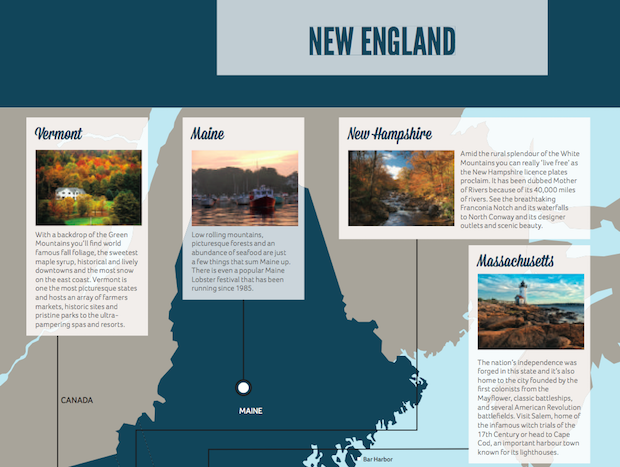 NEW ENGLAND
Vermont
With a backdrop of the Green
Mountains you'll find world
famous fall foliage, the sweetest
maple syrup, historical and lively
downtowns and the most snow
on the east coast. Vermont is
one the most picturesque states
and hosts an array of farmers
markets, historic sites and
pristine parks to the ultra-
pampering spas and resorts.
Maine
Low rolling mountains,
picturesque forests and an
abundance of seafood are just
a few things that sum Maine up.
There is even a popular Maine
Lobster festival that has been
running since 1985.
New Hampshire
Amid the rural splendour of the White
Mountains you can really 'live free' as
the New Hampshire licence plates
proclaim. It has been dubbed Mother
of Rivers because of its 40,000 miles
of rivers. See the breathtaking
Franconia Notch and its waterfalls
to North Conway and its designer
outlets and scenic beauty.
Massachusetts
The nation's independence was
forged in this state and it's also
home to the city founded by the
first colonists from the
Mayflower, classic battleships,
and several American Revolution
battlefields. Visit Salem, home of
the infamous witch trials of the
17th Century or head to Cape
Cod, an important harbour town
known for its lighthouses.
CANADA
MAINE
Bar Harbor